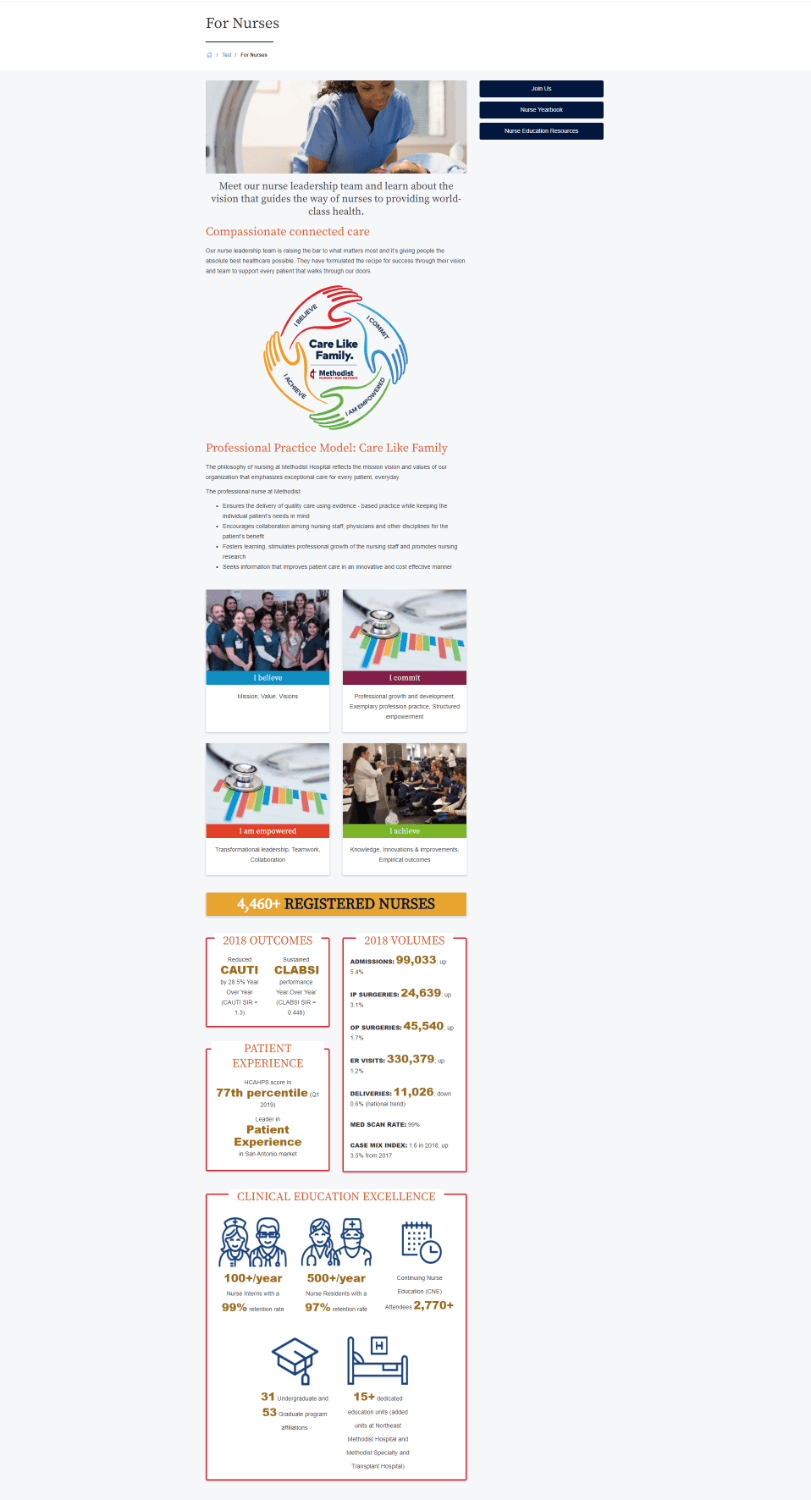 For Nurses
/ Test / For Nurses
Join Us
Nurse Yearbook
Nurse Education Resources
Meet our nurse leadership team and learn about the
vision that guides the way of nurses to providing world-
class health.
Compassionate connected care
Our nurse leadership team is raising the bar to what matters most and it's giving people the
absolute best healthcare possible. They have formulated the recipe for success through their vision
and team to support every patient that walks through our doors.
I BELIEVE
I COMMIT
Care Like
Family.
Methodist
I ACHIEVE
I AM EMPOWERED
Professional Practice Model: Care Like Family
The philosophy of nursing at Methodist Hospital reflects the mission vision and values of our
organization that emphasizes exceptional care for every patient, everyday.
The professional nurse at Methodist:
• Ensures the delivery of quality care using evidence - based practice while keeping the
individual patient's needs in mind
• Encourages collaboration among nursing staff, physicians and other disciplines for the
patient's benefit
• Fosters learning, stimulates professional growth of the nursing staff and promotes nursing
research
• Seeks information that improves patient care in an innovative and cost effective manner
I believe
Mission, Value, Visions
I commit
Professional growth and development,
Exemplary profession practice, Structured
empowerment
I am empowered
Transformational leadership, Teamwork,
Collaboration
I achieve
Knowledge, Innovations & improvements,
Empirical outcomes
4,460+ REGISTERED NURSES
2018 OUTCOMES
Reduced
CAUTI
by 28.5% Year
Over Year
(CAUTI SIR =
1.3)
Sustained
CLABSI
performance
Year Over Year
(CLABSI SIR =
0.448)
PATIENT
EXPERIENCE
HCAHPS score in
77th percentile (Q1
2019)
Leader in
Patient
Experience
in San Antonio market
2018 VOLUMES
ADMISSIONS: 99,033; up
5.4%
IP SURGERIES: 24,639; up
3.1%
OP SURGERIES: 45,540; up
1.7%
ER VISITS: 330,379; up
1.2%
DELIVERIES: 11,026; down
0.6% (national trend)
MED SCAN RATE: 99%
CASE MIX INDEX: 1.6 in 2018; up
3.5% from 2017
CLINICAL EDUCATION EXCELLENCE
100+/year
Nurse Interns with a
99% retention rate
500+/year
Nurse Residents with a
97% retention rate
Continuing Nurse
Education (CNE)
Attendees 2,770+
31 Undergraduate and
53 Graduate program
affiliations
H
15+ dedicated
education units (added
units at Northeast
Methodist Hospital and
Methodist Specialty and
Transplant Hospital)